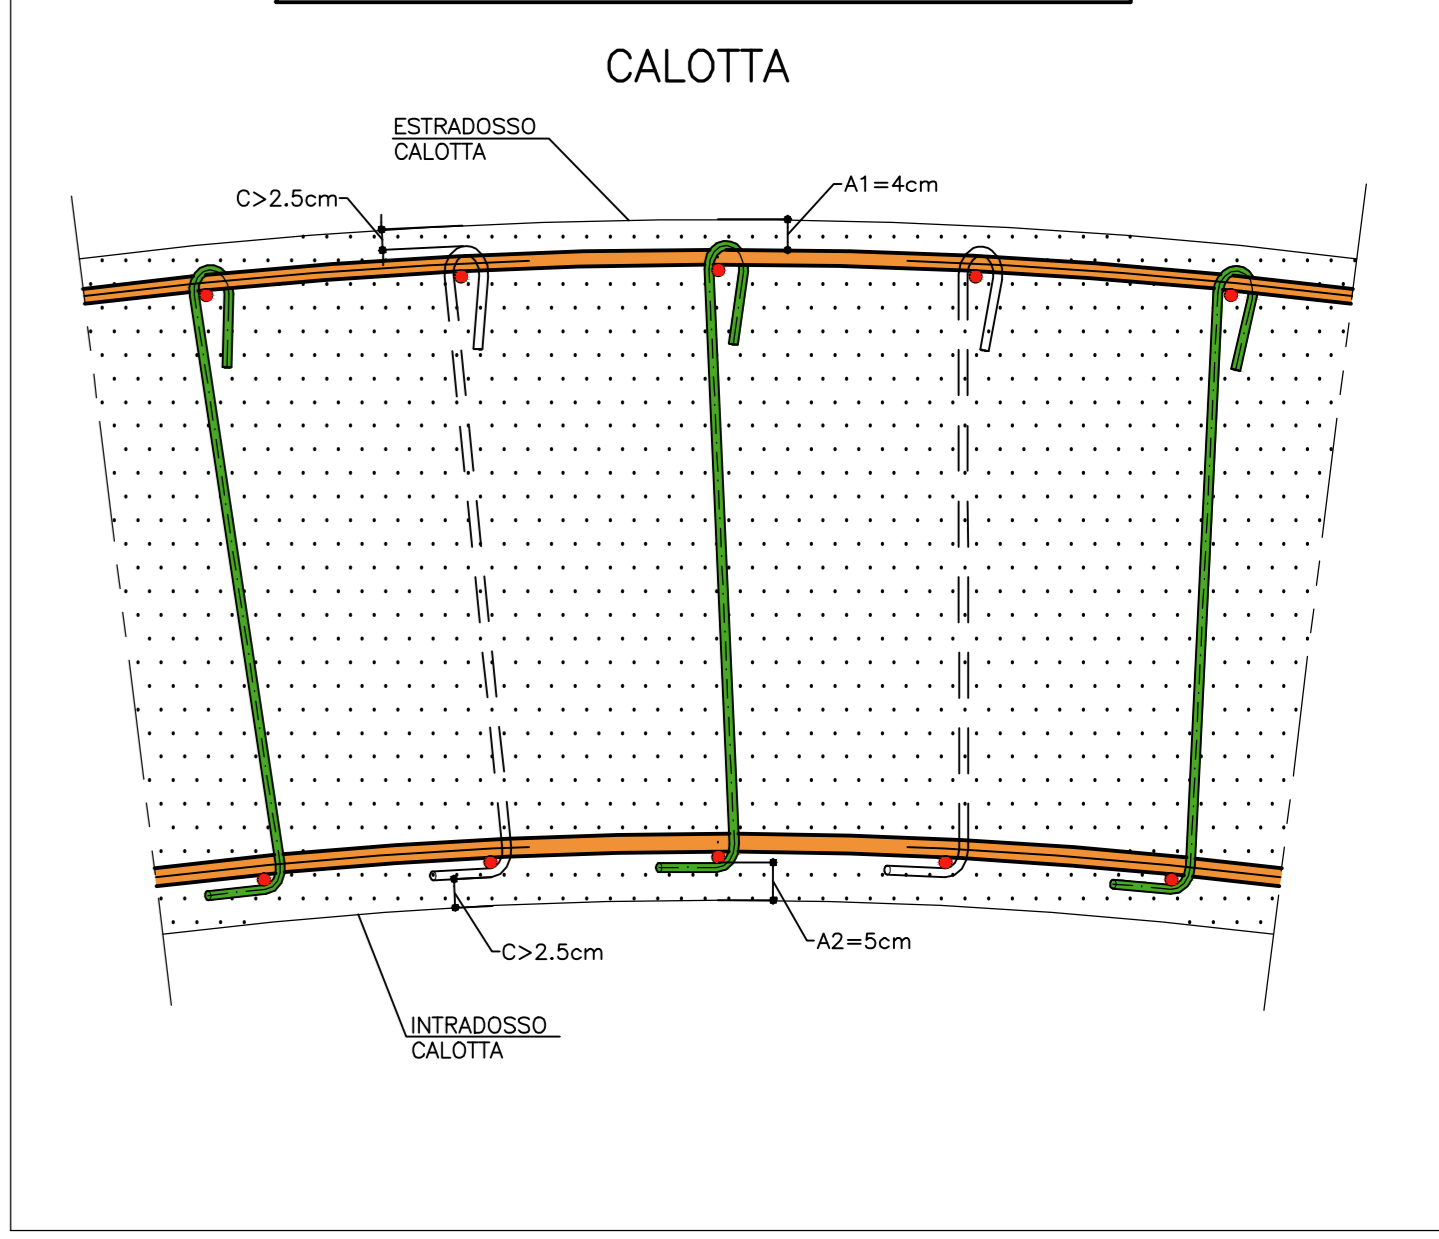 CALOTTA
ESTRADOSSO
CALOTTA
C>2.5cm
A1=4cm
C>2.5cm
A2=5cm
INTRADOSSO
CALOTTA